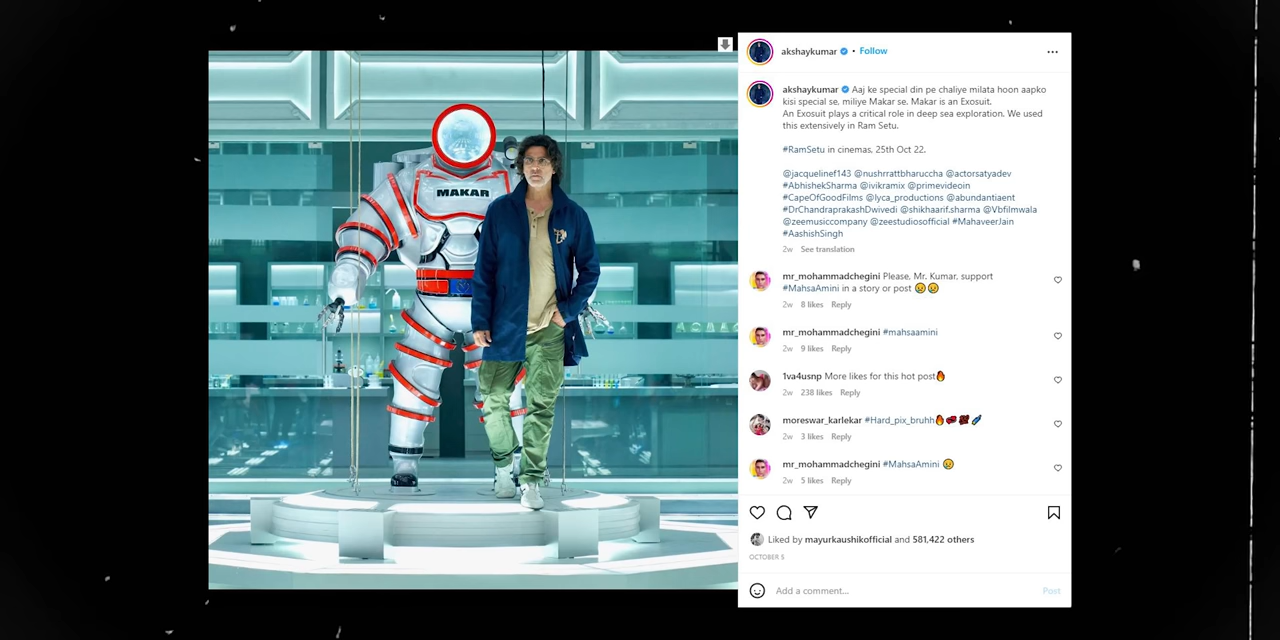 MAKAR
akshaykumar • Follow
akshaykumar Aaj ke special din pe chaliye milata hoon aapko
kisi special se, miliye Makar se. Makar is an Exosuit.
An Exosuit plays a critical role in deep sea exploration. We used
this extensively in Ram Setu.
#RamSetu in cinemas, 25th Oct 22.
@jacquelinef143 @nushrrattbharuccha @actorsatyadev
#AbhishekSharma @ivikramix @primevideoin
#CapeOfGoodFilms @lyca_productions @abundantiaent
#DrChandraprakashDwivedi @shikhaarif.sharma @Vbfilmwala
@zeemusiccompany @zeestudiosofficial #MahaveerJain
#AashishSingh
2w See translation
mr_mohammadchegini Please, Mr. Kumar, support
#MahsaAmini in a story or post 😢😢
2w 8 likes Reply
mr_mohammadchegini #mahsaamini
2w 9 likes Reply
1va4usnp More likes for this hot post🔥
2w 238 likes Reply
moreswar_karlekar #Hard_pix_bruhh🔥
2w 3 likes Reply
mr_mohammadchegini #MahsaAmini 😢
2w 5 likes Reply
Liked by mayurkaushikofficial and 581,422 others
OCTOBER 5
Add a comment... Post